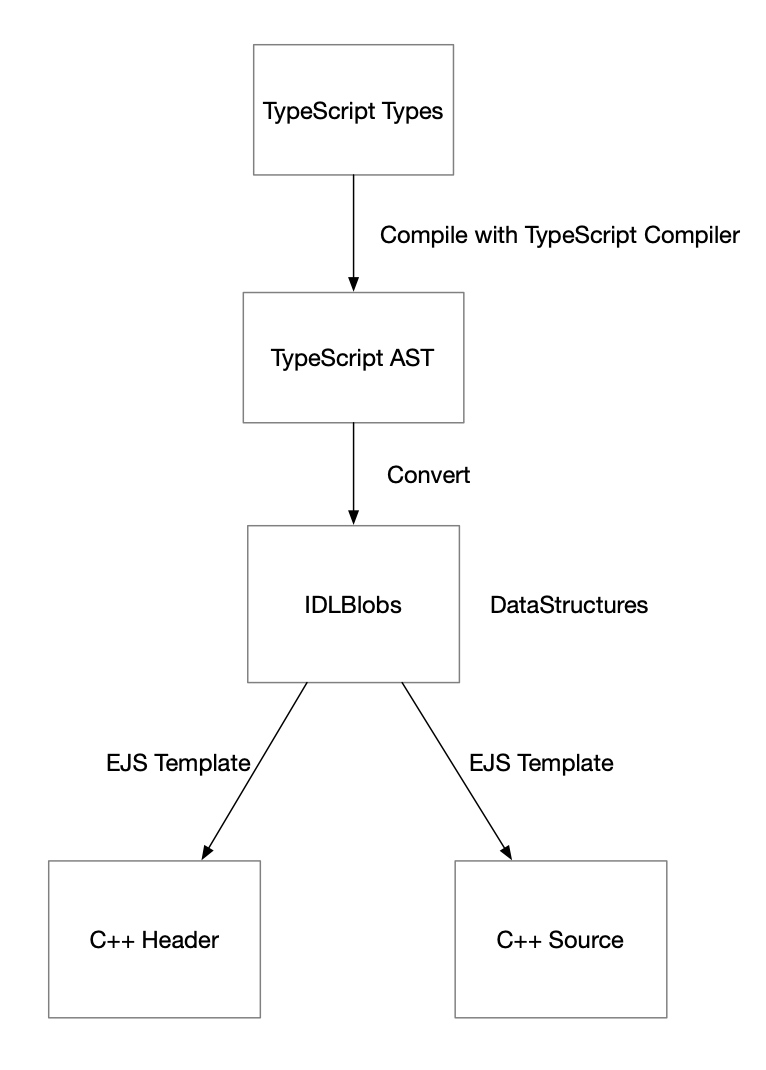 TypeScript Types
Compile with TypeScript Compiler
TypeScript AST
Convert
IDLBlobs
DataStructures
EJS Template
EJS Template
C++ Header
C++ Source